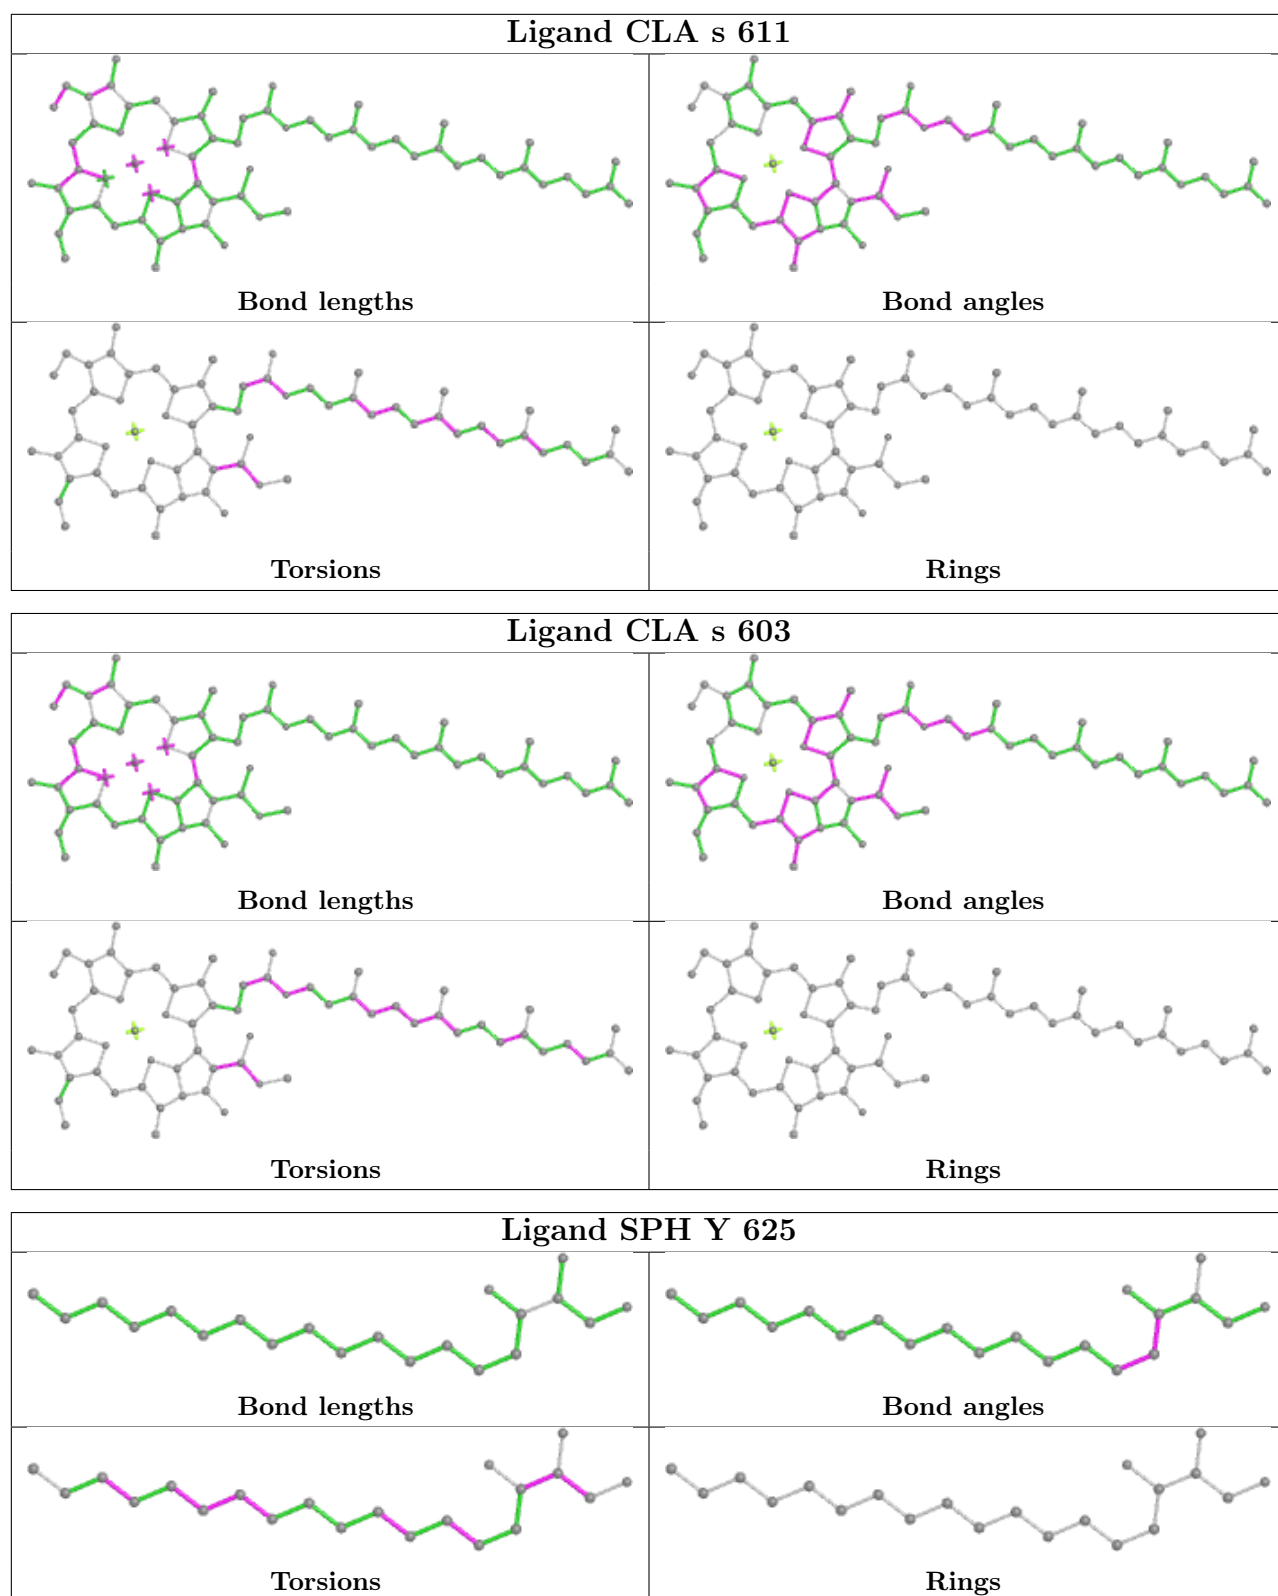 Ligand CLA s 611
Bond lengths
Bond angles
Torsions
Rings
Ligand CLA s 603
Bond lengths
Bond angles
Torsions
Rings
Ligand SPH Y 625
Bond lengths
Bond angles
Torsions
Rings